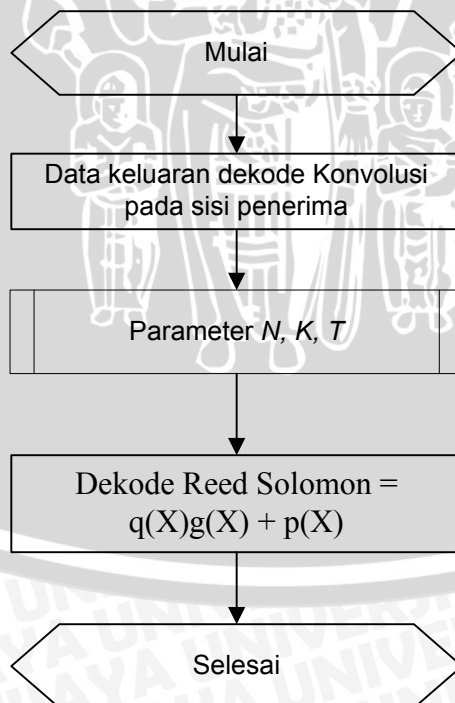 Mulai
Data keluaran dekode Konvolusi
pada sisi penerima
Parameter N, K, T
Dekode Reed Solomon =
q(X)g(X) + p(X)
Selesai